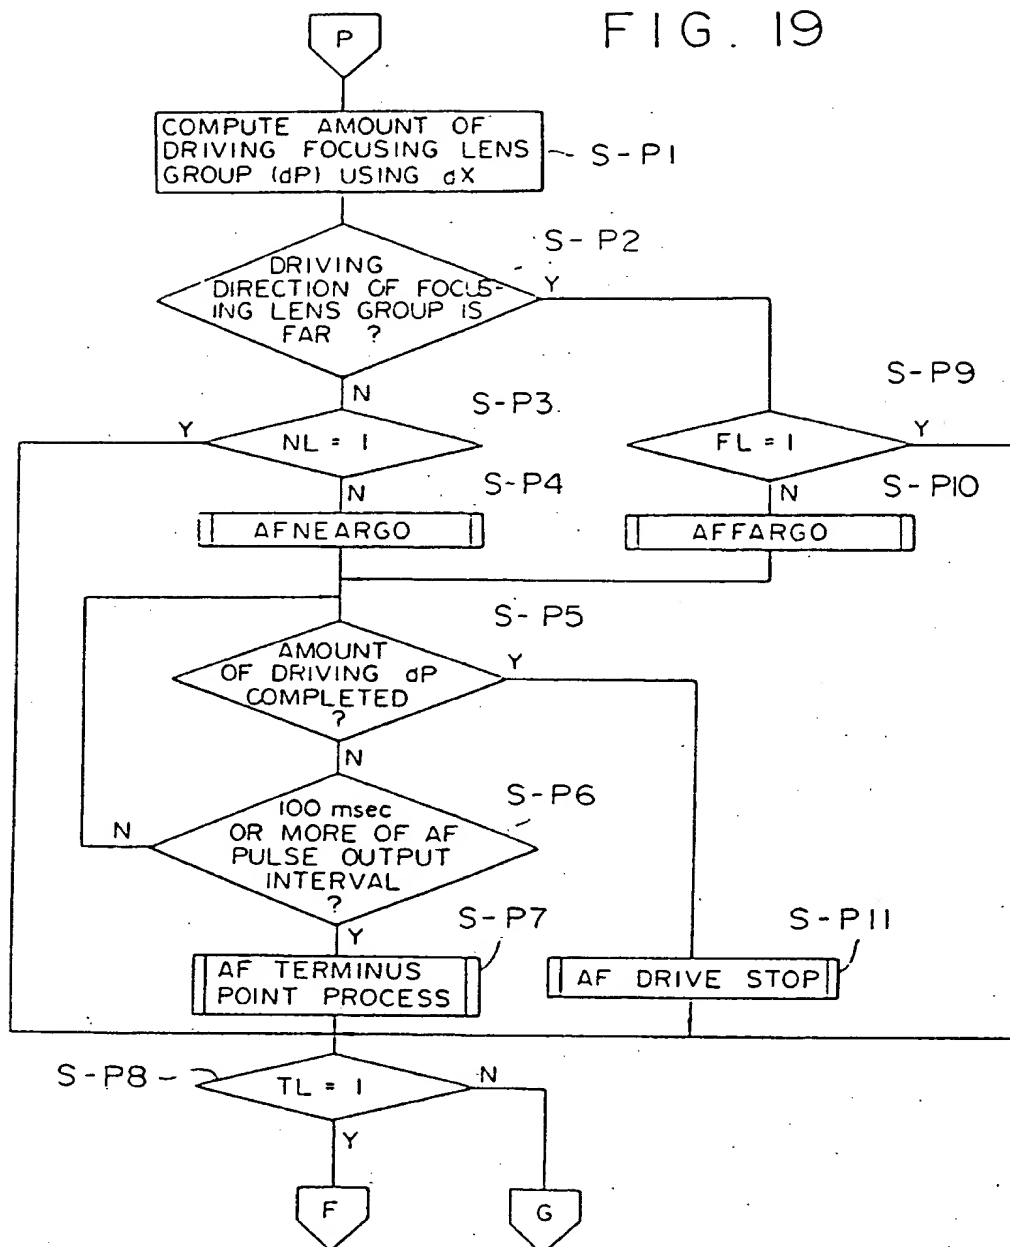 FIG. 19
P
COMPUTE AMOUNT OF
DRIVING FOCUSING LENS
GROUP (dP) USING dX
S-P1
S-P2
DRIVING
DIRECTION OF FOCUS-
ING LENS GROUP IS
FAR ?
Y
N
S-P3
S-P9
Y
NL = 1
N
FL = 1
Y
N
S-P4
S-P10
AFNEARGO
AFFARGO
S-P5
AMOUNT
OF DRIVING dP
COMPLETED
?
Y
N
S-P6
100 msec
OR MORE OF AF
PULSE OUTPUT
INTERVAL
?
N
Y
S-P7
S-P11
AF TERMINUS
POINT PROCESS
AF DRIVE STOP
S-P8
TL = 1
N
Y
F
G